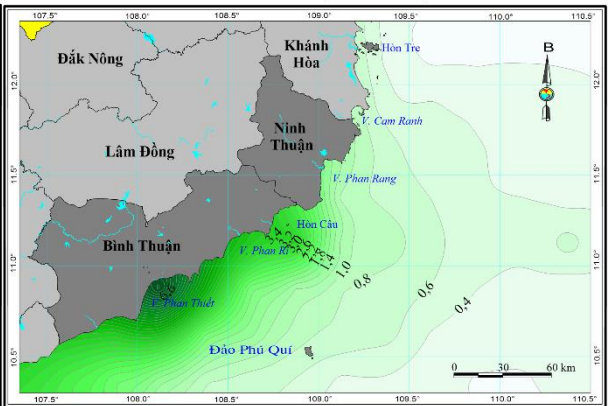 107.5° 108.0° 108.5° 109.0° 109.5° 110.0° 110.5°
Khánh
Hòa
Đắk Nông
Hòn Tre
B
12.0°
12.0°
Ninh
Thuận
V. Cam Ranh
Lâm Đồng
11.5°
11.5°
V. Phan Rang
Hòn Câu
Bình Thuận
V. Phan Rí
3.4
1.4
1.0
0,8
0,6
0,4
11.0°
11.0°
V. Phan Thiết
Đảo Phú Quí
10.5°
10.5°
0 30 60 km
107.5° 108.0° 108.5° 109.0° 109.5° 110.0° 110.5°